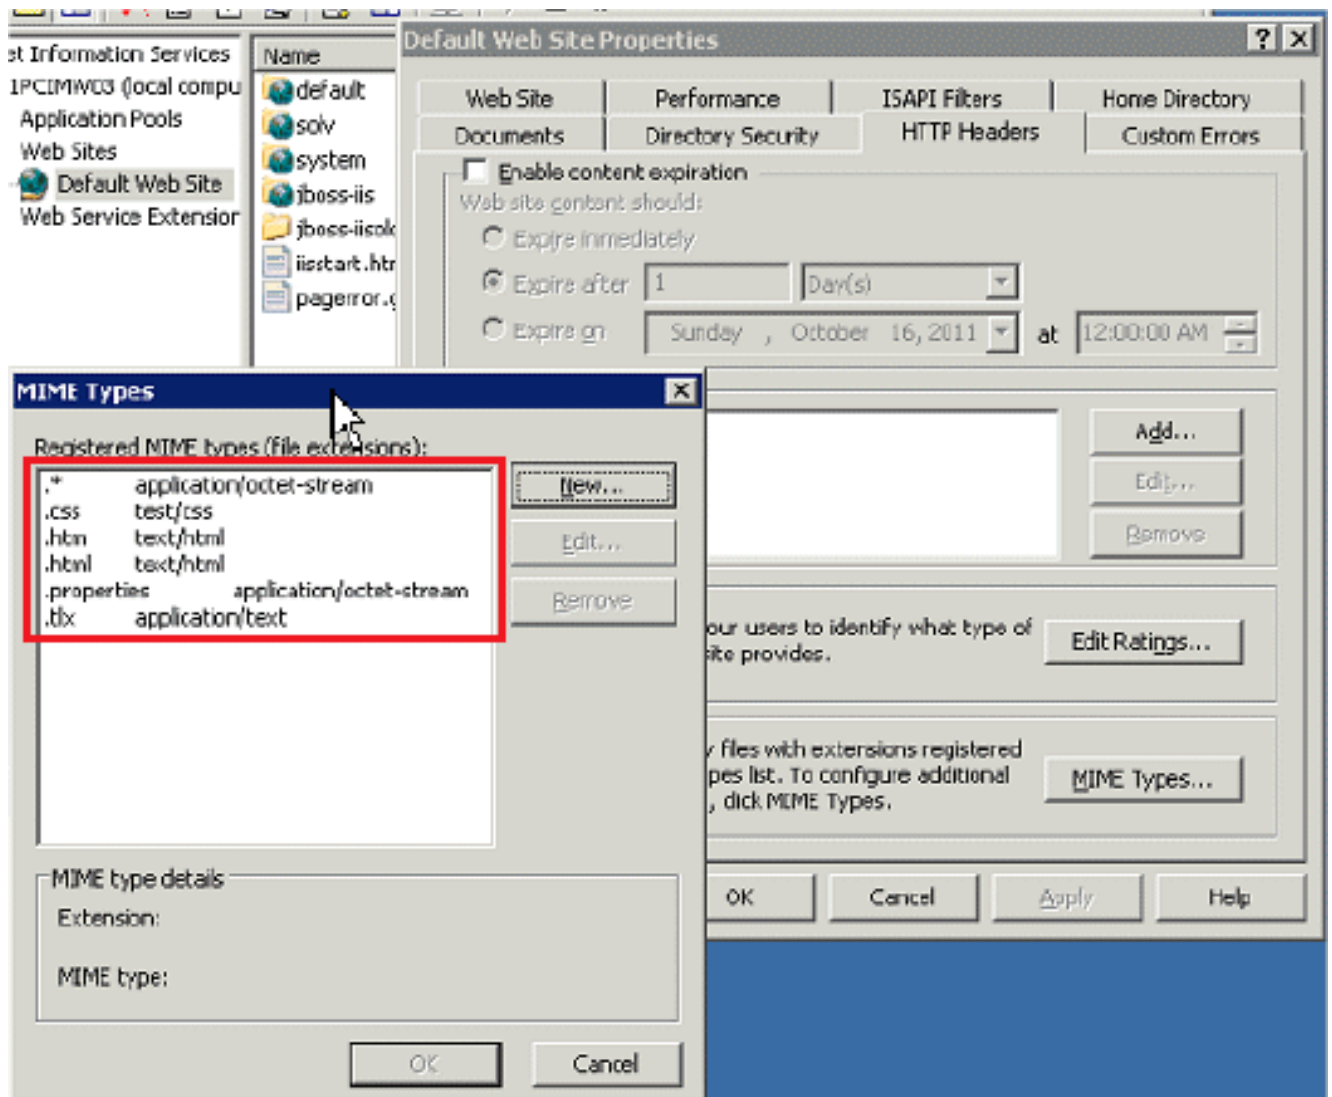 Default Web Site Properties
et Information Services
Name
(local compu
Application Pools
Web Sites
Default Web Site
Web Service Extension
default
solv
system
jboss-iis
jboss-iisolo
iisstart.htr
pagerror.g
Web Site
Performance
ISAPI Filters
Home Directory
Documents
Directory Security
HTTP Headers
Custom Errors
Enable content expiration
Web site content should:
Expire immediately
Expire after
1
Day(s)
Expire on
Sunday , October 16, 2011
at
12:00:00 AM
MIME Types
Registered MIME types (file extensions):
.* application/octet-stream
.css test/css
.htm text/html
.html text/html
.properties application/octet-stream
.tlx application/text
New...
Edit...
Remove
MIME type details
Extension:
MIME type:
OK
Cancel
Add...
Edit...
Remove
our users to identify what type of
ite provides.
Edit Ratings...
y files with extensions registered
pes list. To configure additional
, click MIME Types.
MIME Types...
OK
Cancel
Apply
Help